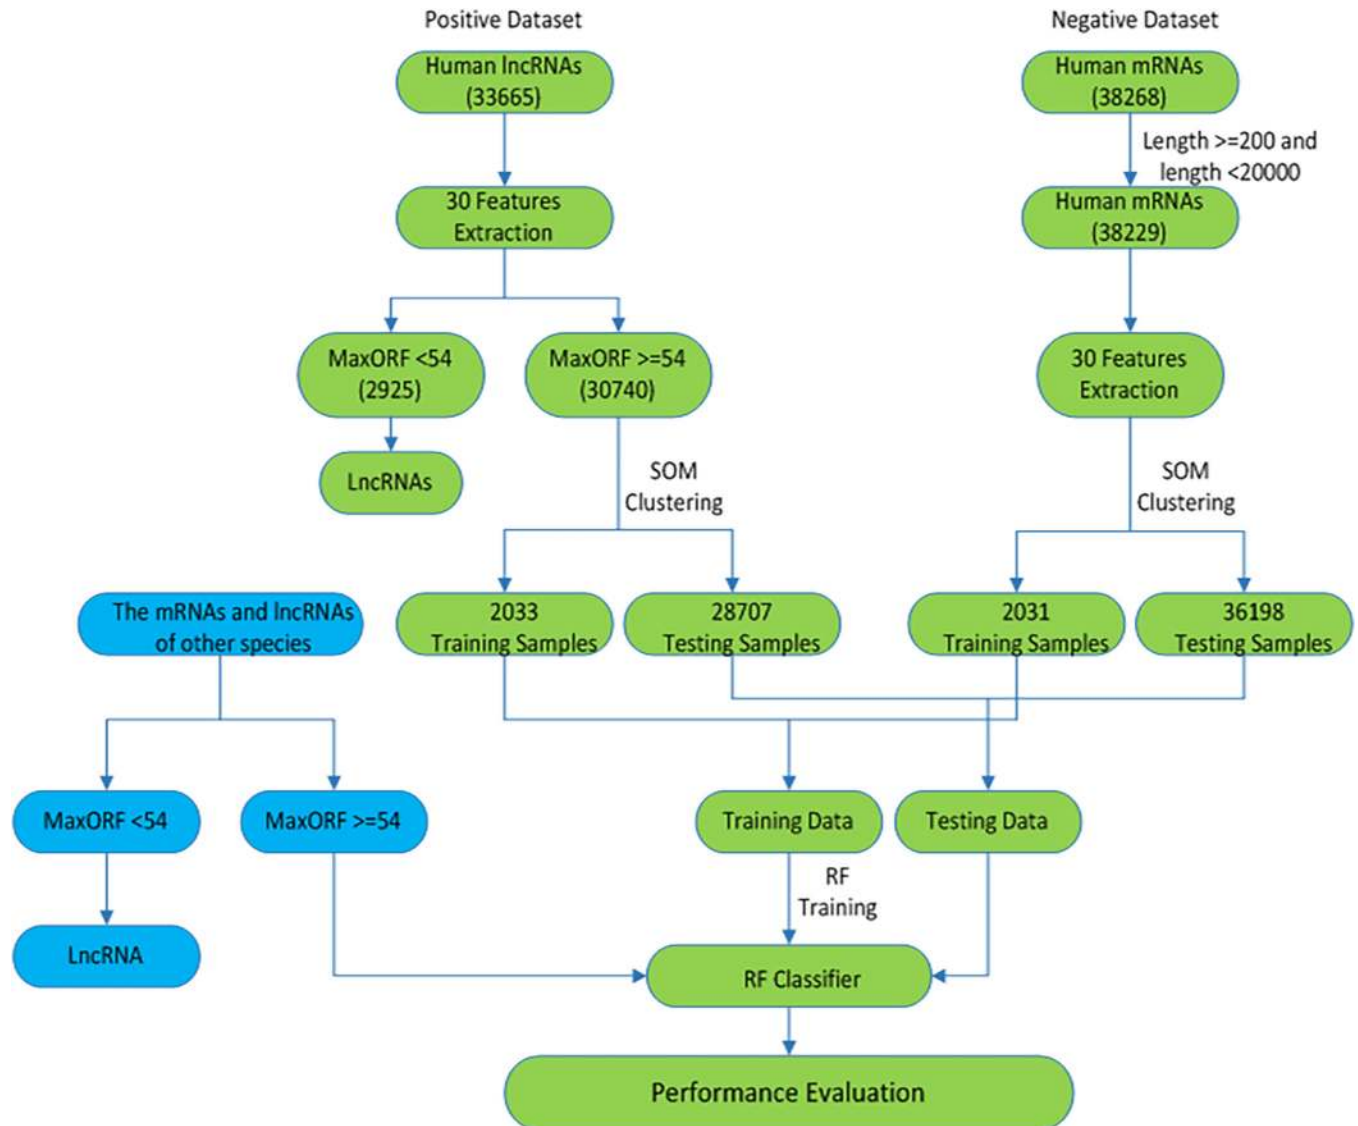 Positive Dataset
Negative Dataset
Human lncRNAs
(33665)
Human mRNAs
(38268)
Length >=200 and
length <20000
30 Features
Extraction
Human mRNAs
(38229)
MaxORF <54
(2925)
MaxORF >=54
(30740)
30 Features
Extraction
LncRNAs
SOM
Clustering
SOM
Clustering
The mRNAs and lncRNAs
of other species
2033
Training Samples
28707
Testing Samples
2031
Training Samples
36198
Testing Samples
MaxORF <54
MaxORF >=54
Training Data
Testing Data
RF
Training
LncRNA
RF Classifier
Performance Evaluation